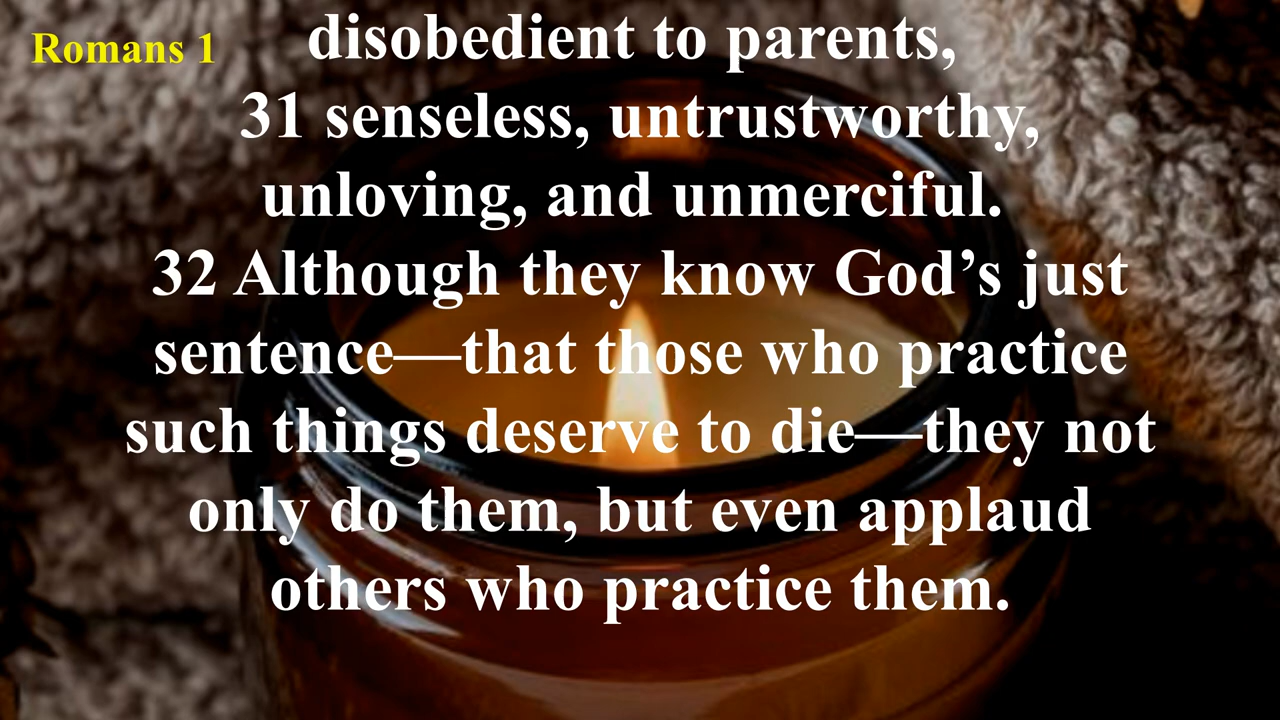 Romans 1
disobedient to parents,
31 senseless, untrustworthy,
unloving, and unmerciful.
32 Although they know God’s just
sentence—that those who practice
such things deserve to die—they not
only do them, but even applaud
others who practice them.